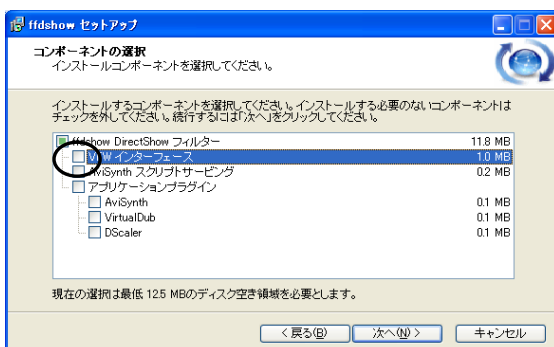 ffdshow セットアップ
コンポーネントの選択
インストールコンポーネントを選択してください。
インストールするコンポーネントを選択してください。インストールする必要のないコンポーネントは
チェックを外してください。続行するには「次へ」をクリックしてください。
ffdshow DirectShow フィルター 11.8 MB
VFW インターフェース 1.0 MB
AviSynth スクリプトサービング 0.2 MB
アプリケーションプラグイン
AviSynth 0.1 MB
VirtualDub 0.1 MB
DScaler 0.1 MB
現在の選択は最低 12.5 MBのディスク空き領域を必要とします。
< 戻る(B) 次へ(N) > キャンセル